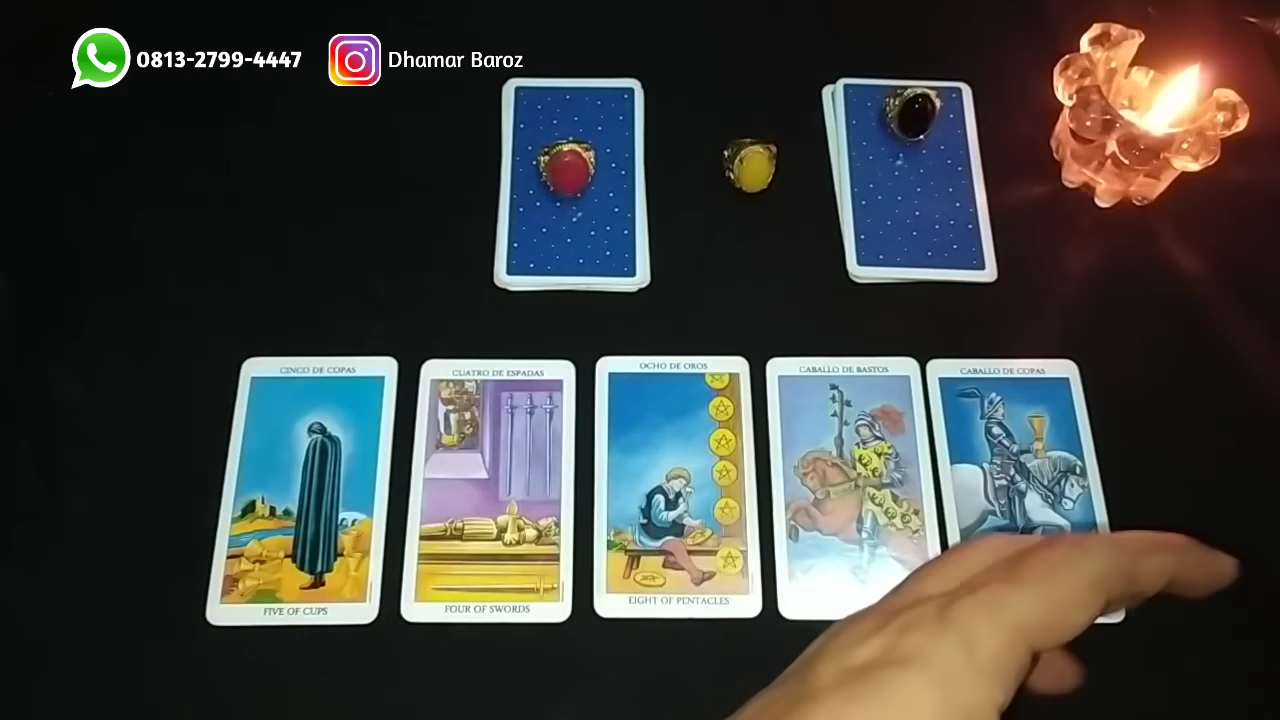 0813-2799-4447
Dhamar Baroz
CINCO DE COPAS
CUATRO DE ESPADAS
OCHO DE OROS
CABALLO DE BASTOS
CABALLO DE COPAS
FIVE OF CUPS
FOUR OF SWORDS
EIGHT OF PENTACLES